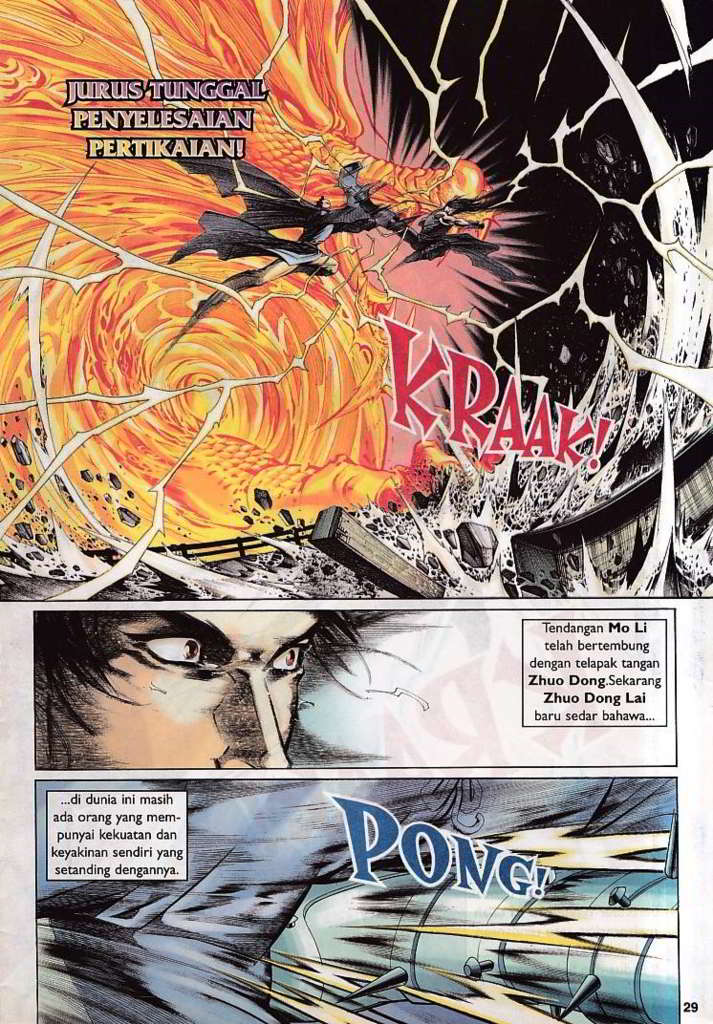 JURUS TUNGGAL
PENYELESAIAN
PERTIKAIAN!
KRAAK!
Tendangan Mo Li
telah bertembung
dengan telapak tangan
Zhuo Dong.Sekarang
Zhuo Dong Lai
baru sedar bahawa...
...di dunia ini masih
ada orang yang mem-
punyai kekuatan dan
keyakinan sendiri yang
setanding dengannya.
PONG!
29